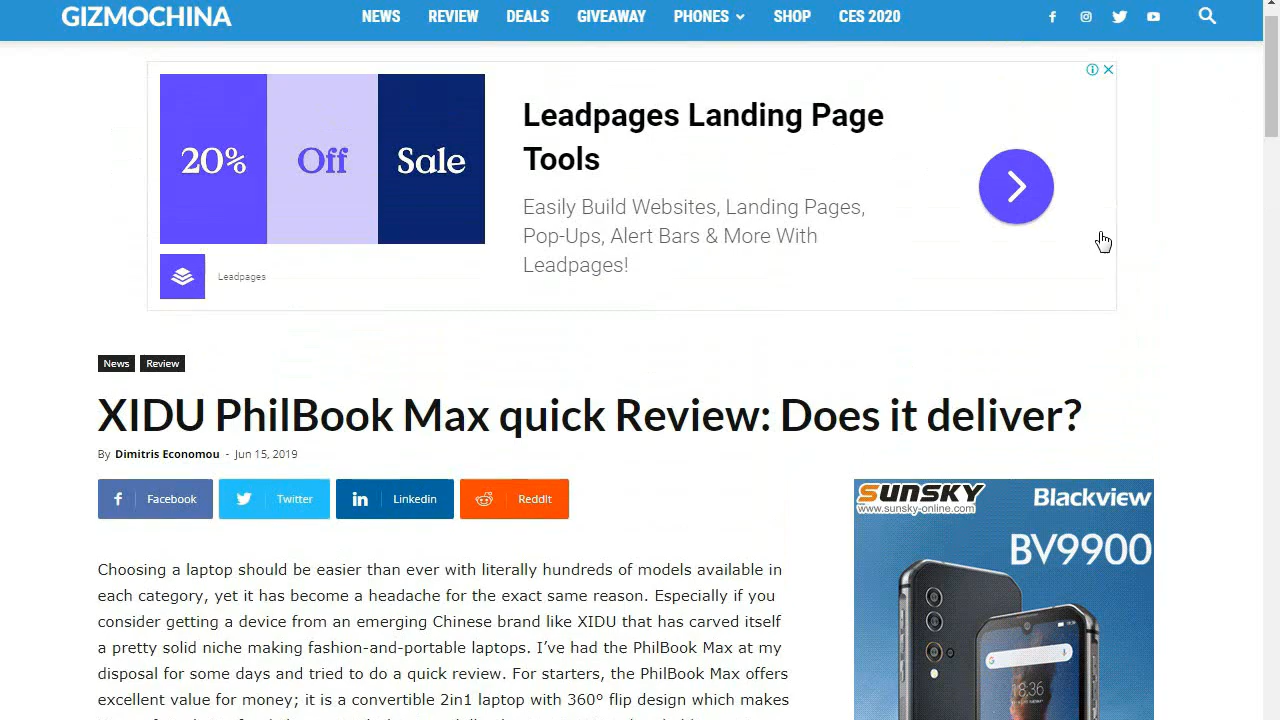 GIZMOCHINA
NEWS REVIEW DEALS GIVEAWAY PHONES SHOP CES 2020
20% Off Sale
Leadpages Landing Page
Tools
Easily Build Websites, Landing Pages,
Pop-Ups, Alert Bars & More With
Leadpages!
Leadpages
News Review
XIDU PhilBook Max quick Review: Does it deliver?
By Dimitris Economou - Jun 15, 2019
Facebook Twitter Linkedin ReddIt
SUNSKY
www.sunsky-online.com
Blackview
BV9900
18:36
Choosing a laptop should be easier than ever with literally hundreds of models available in
each category, yet it has become a headache for the exact same reason. Especially if you
consider getting a device from an emerging Chinese brand like XIDU that has carved itself
a pretty solid niche making fashion-and-portable laptops. I’ve had the PhilBook Max at my
disposal for some days and tried to do a quick review. For starters, the PhilBook Max offers
excellent value for money; it is a convertible 2in1 laptop with 360° flip design which makes